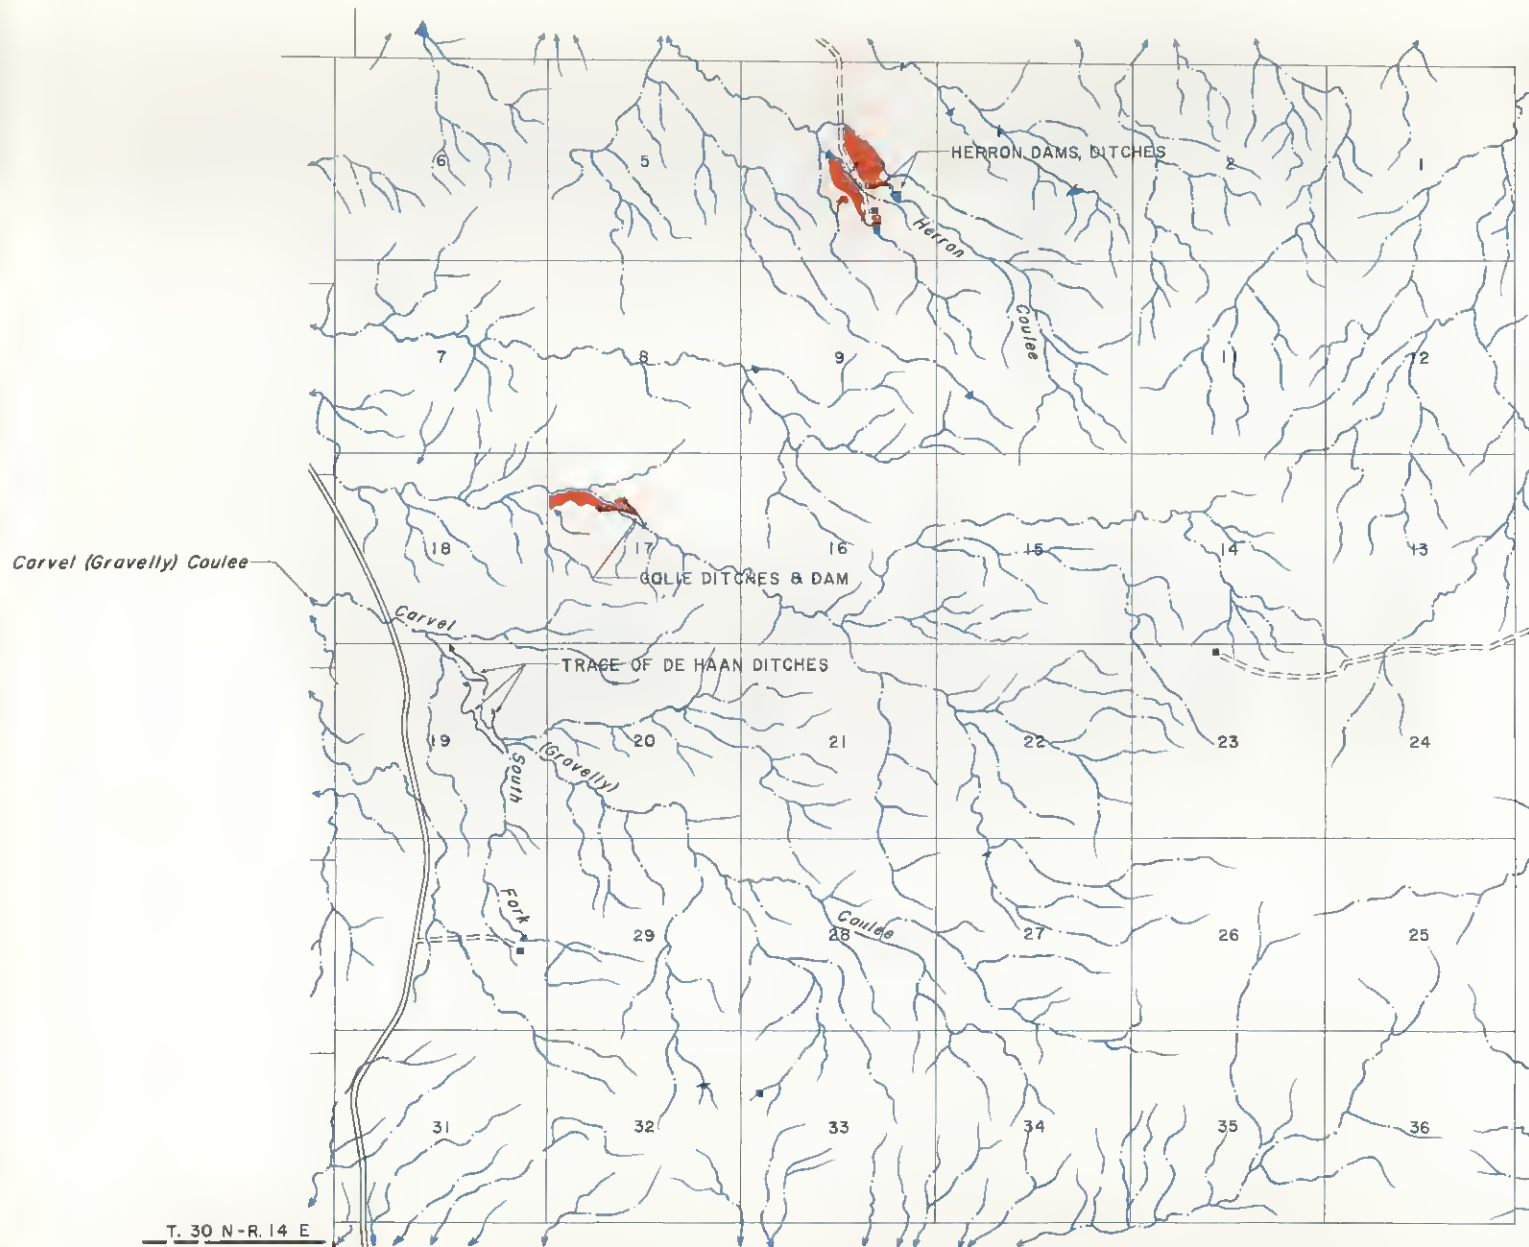 6
5
HERRON DAMS, DITCHES
2
1
Herron
Coulee
7
8
9
11
12
18
17
16
15
14
13
Carvel (Gravelly) Coulee
GOLIE DITCHES & DAM
Carvel
TRACE OF DE HAAN DITCHES
19
20
21
22
23
24
(Gravelly)
South
Fork
29
28
Coulee
27
26
25
31
32
33
34
35
36
T. 30 N-R. 14 E